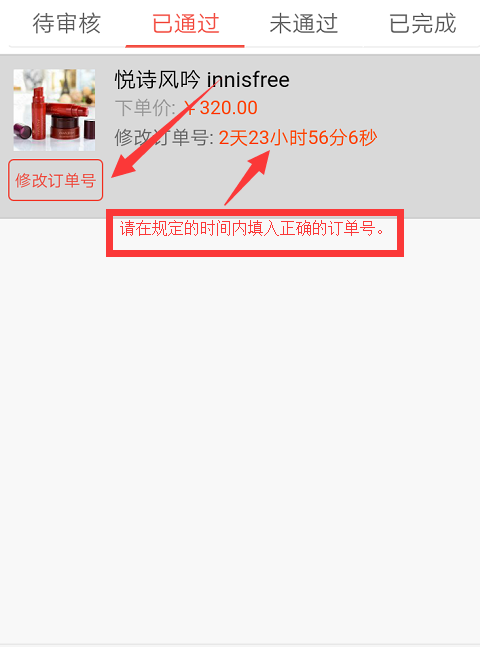 待审核 已通过 未通过 已完成
悦诗风吟 innisfree
下单价: ￥320.00
修改订单号: 2天23小时56分6秒
修改订单号
请在规定的时间内填入正确的订单号。